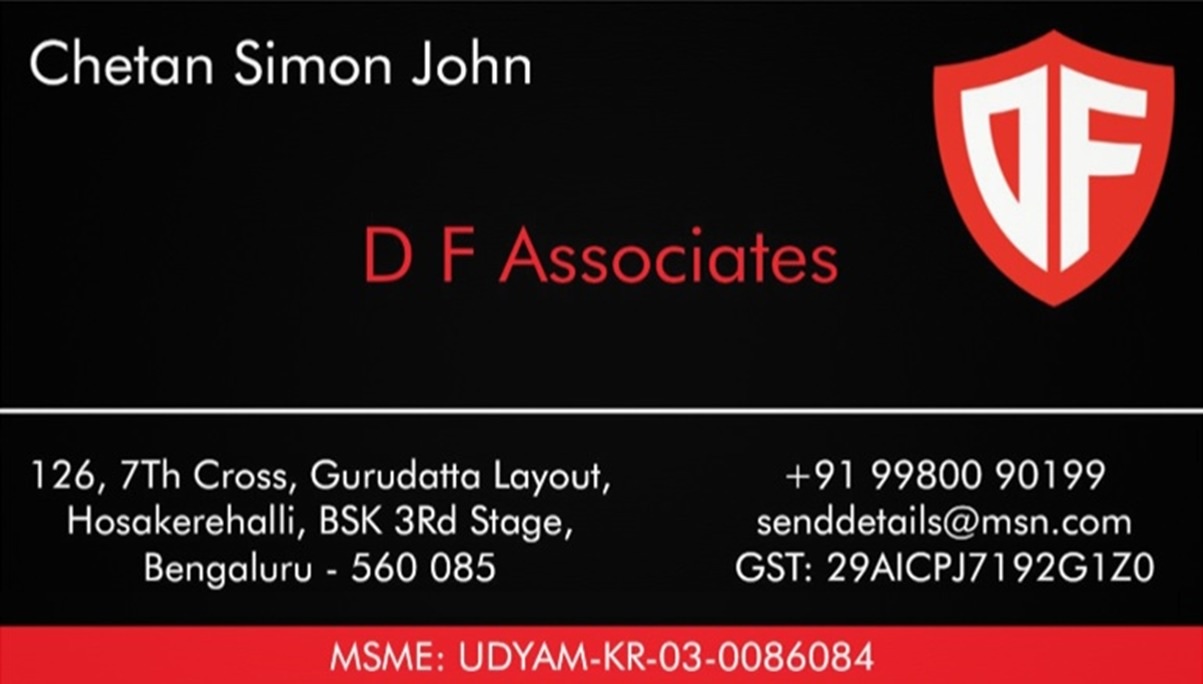 Chetan Simon John
DF
D F Associates
126, 7Th Cross, Gurudatta Layout,
Hosakerehalli, BSK 3Rd Stage,
Bengaluru - 560 085
+91 99800 90199
senddetails@msn.com
GST: 29AICPJ7192G1Z0
MSME: UDYAM-KR-03-0086084